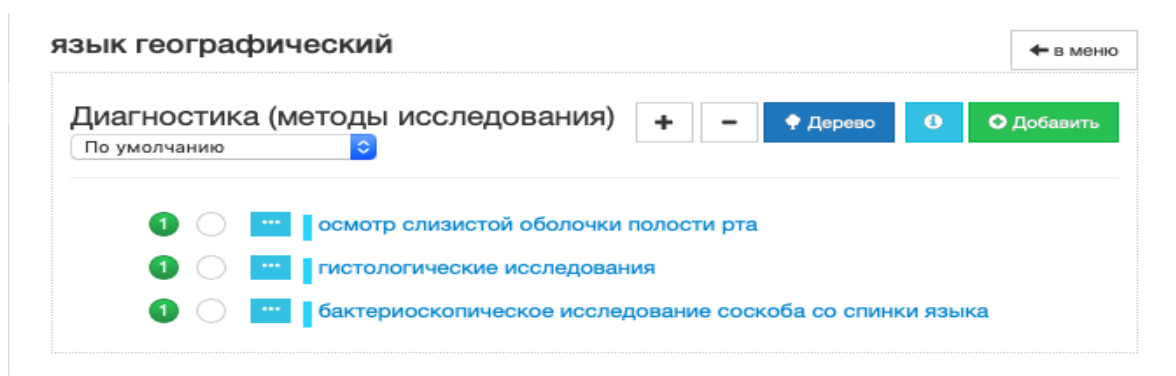 язык географический
в меню
Диагностика (методы исследования)
+
–
Дерево
Добавить
По умолчанию
1 ... осмотр слизистой оболочки полости рта
1 ... гистологические исследования
1 ... бактериоскопическое исследование соскоба со спинки языка